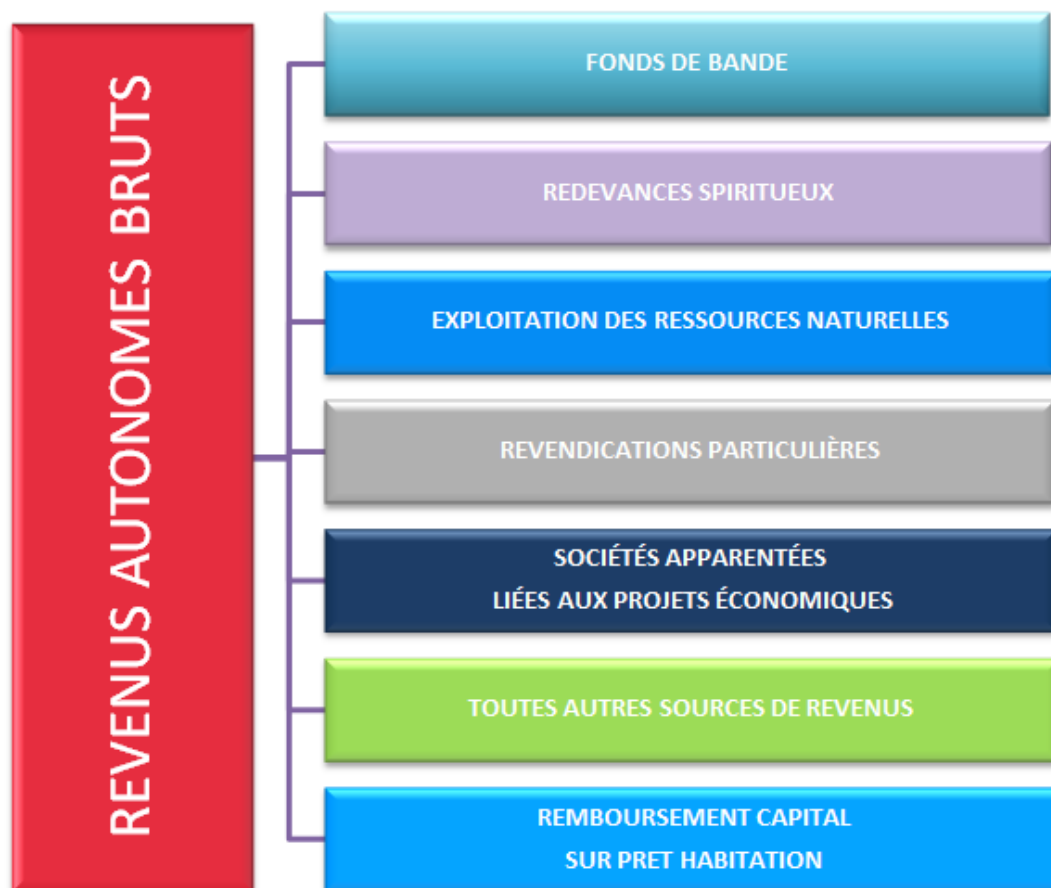 REVENUS AUTONOMES BRUTS
FONDS DE BANDE
REDEVANCES SPIRITUEUX
EXPLOITATION DES RESSOURCES NATURELLES
REVENDICATIONS PARTICULIÈRES
SOCIÉTÉS APPARENTÉES
LIÉES AUX PROJETS ÉCONOMIQUES
TOUTES AUTRES SOURCES DE REVENUS
REMBOURSEMENT CAPITAL
SUR PRET HABITATION